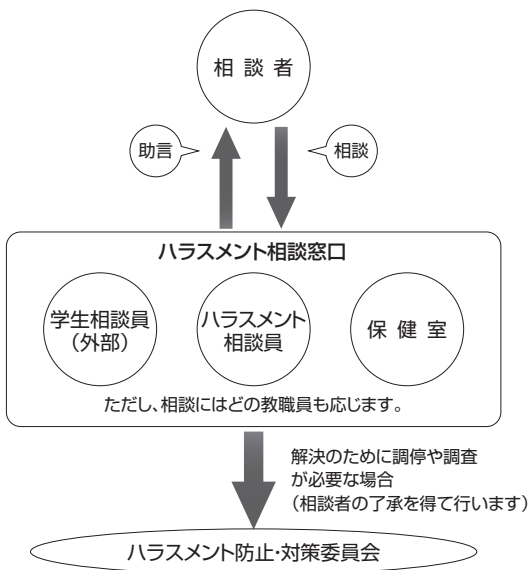 相談者
助言
相談
ハラスメント相談窓口
学生相談員
（外部）
ハラスメント
相談員
保健室
ただし、相談にはどの教職員も応じます。
解決のために調停や調査
が必要な場合
（相談者の了承を得て行います）
ハラスメント防止・対策委員会